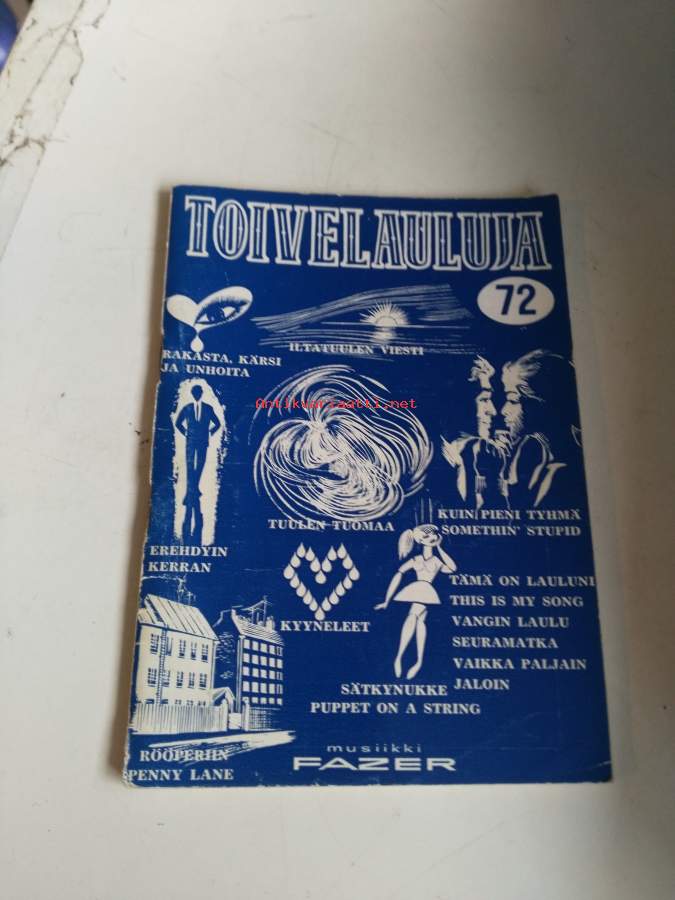 TOIVELAULUJA
72
RAKASTA, KÄRSI
JA UNHOITA
ILTATUULEN VIESTI
Antikvariaatti.net
TUULEN TUOMAA
KUIN PIENI TYHMÄ
SOMETHIN' STUPID
EREHDYIN
KERRAN
KYYNELEET
TÄMÄ ON LAULUNI
THIS IS MY SONG
VANGIN LAULU
SEURAMATKA
VAIKKA PALJAIN
JALOIN
SÄTKYNUKKE
PUPPET ON A STRING
RÖÖPERIIN
PENNY LANE
musiikki
FAZER